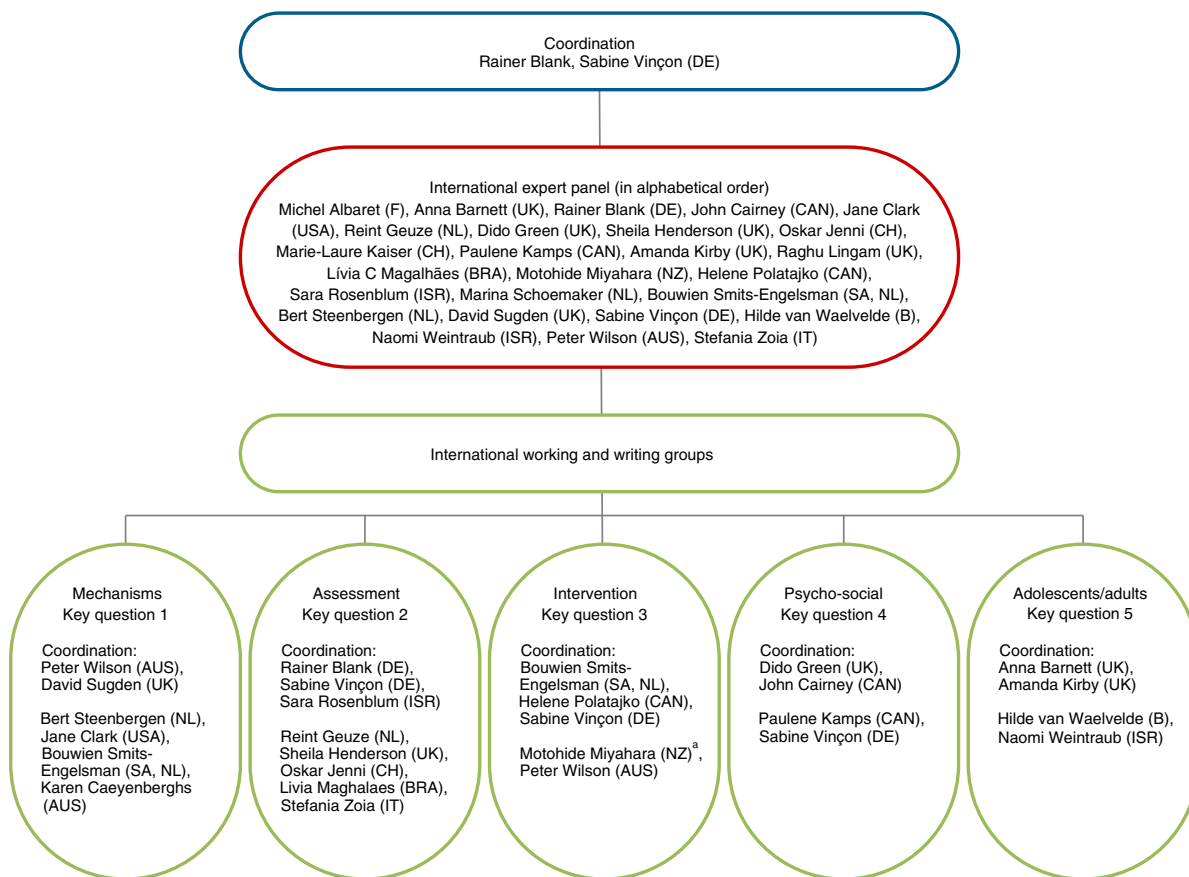 Coordination
Rainer Blank, Sabine Vinçon (DE)
International expert panel (in alphabetical order)
Michel Albaret (F), Anna Barnett (UK), Rainer Blank (DE), John Cairney (CAN), Jane Clark
(USA), Reint Geuze (NL), Dido Green (UK), Sheila Henderson (UK), Oskar Jenni (CH),
Marie-Laure Kaiser (CH), Paulene Kamps (CAN), Amanda Kirby (UK), Raghu Lingam (UK),
Lívia C Magalhães (BRA), Motohide Miyahara (NZ), Helene Polatajko (CAN),
Sara Rosenblum (ISR), Marina Schoemaker (NL), Bouwien Smits-Engelsman (SA, NL),
Bert Steenbergen (NL), David Sugden (UK), Sabine Vinçon (DE), Hilde van Waelvelde (B),
Naomi Weintraub (ISR), Peter Wilson (AUS), Stefania Zoia (IT)
International working and writing groups
Mechanisms
Key question 1
Coordination:
Peter Wilson (AUS),
David Sugden (UK)
Bert Steenbergen (NL),
Jane Clark (USA),
Bouwien Smits-
Engelsman (SA, NL),
Karen Caeyenberghs
(AUS)
Assessment
Key question 2
Coordination:
Rainer Blank (DE),
Sabine Vinçon (DE),
Sara Rosenblum (ISR)
Reint Geuze (NL),
Sheila Henderson (UK),
Oskar Jenni (CH),
Livia Maghalaes (BRA),
Stefania Zoia (IT)
Intervention
Key question 3
Coordination:
Bouwien Smits-
Engelsman (SA, NL),
Helene Polatajko (CAN),
Sabine Vinçon (DE)
Motohide Miyahara (NZ)ᵃ,
Peter Wilson (AUS)
Psycho-social
Key question 4
Coordination:
Dido Green (UK)
John Cairney (CAN)
Paulene Kamps (CAN),
Sabine Vinçon (DE)
Adolescents/adults
Key question 5
Coordination:
Anna Barnett (UK),
Amanda Kirby (UK)
Hilde van Waelvelde (B)
Naomi Weintraub (ISR)